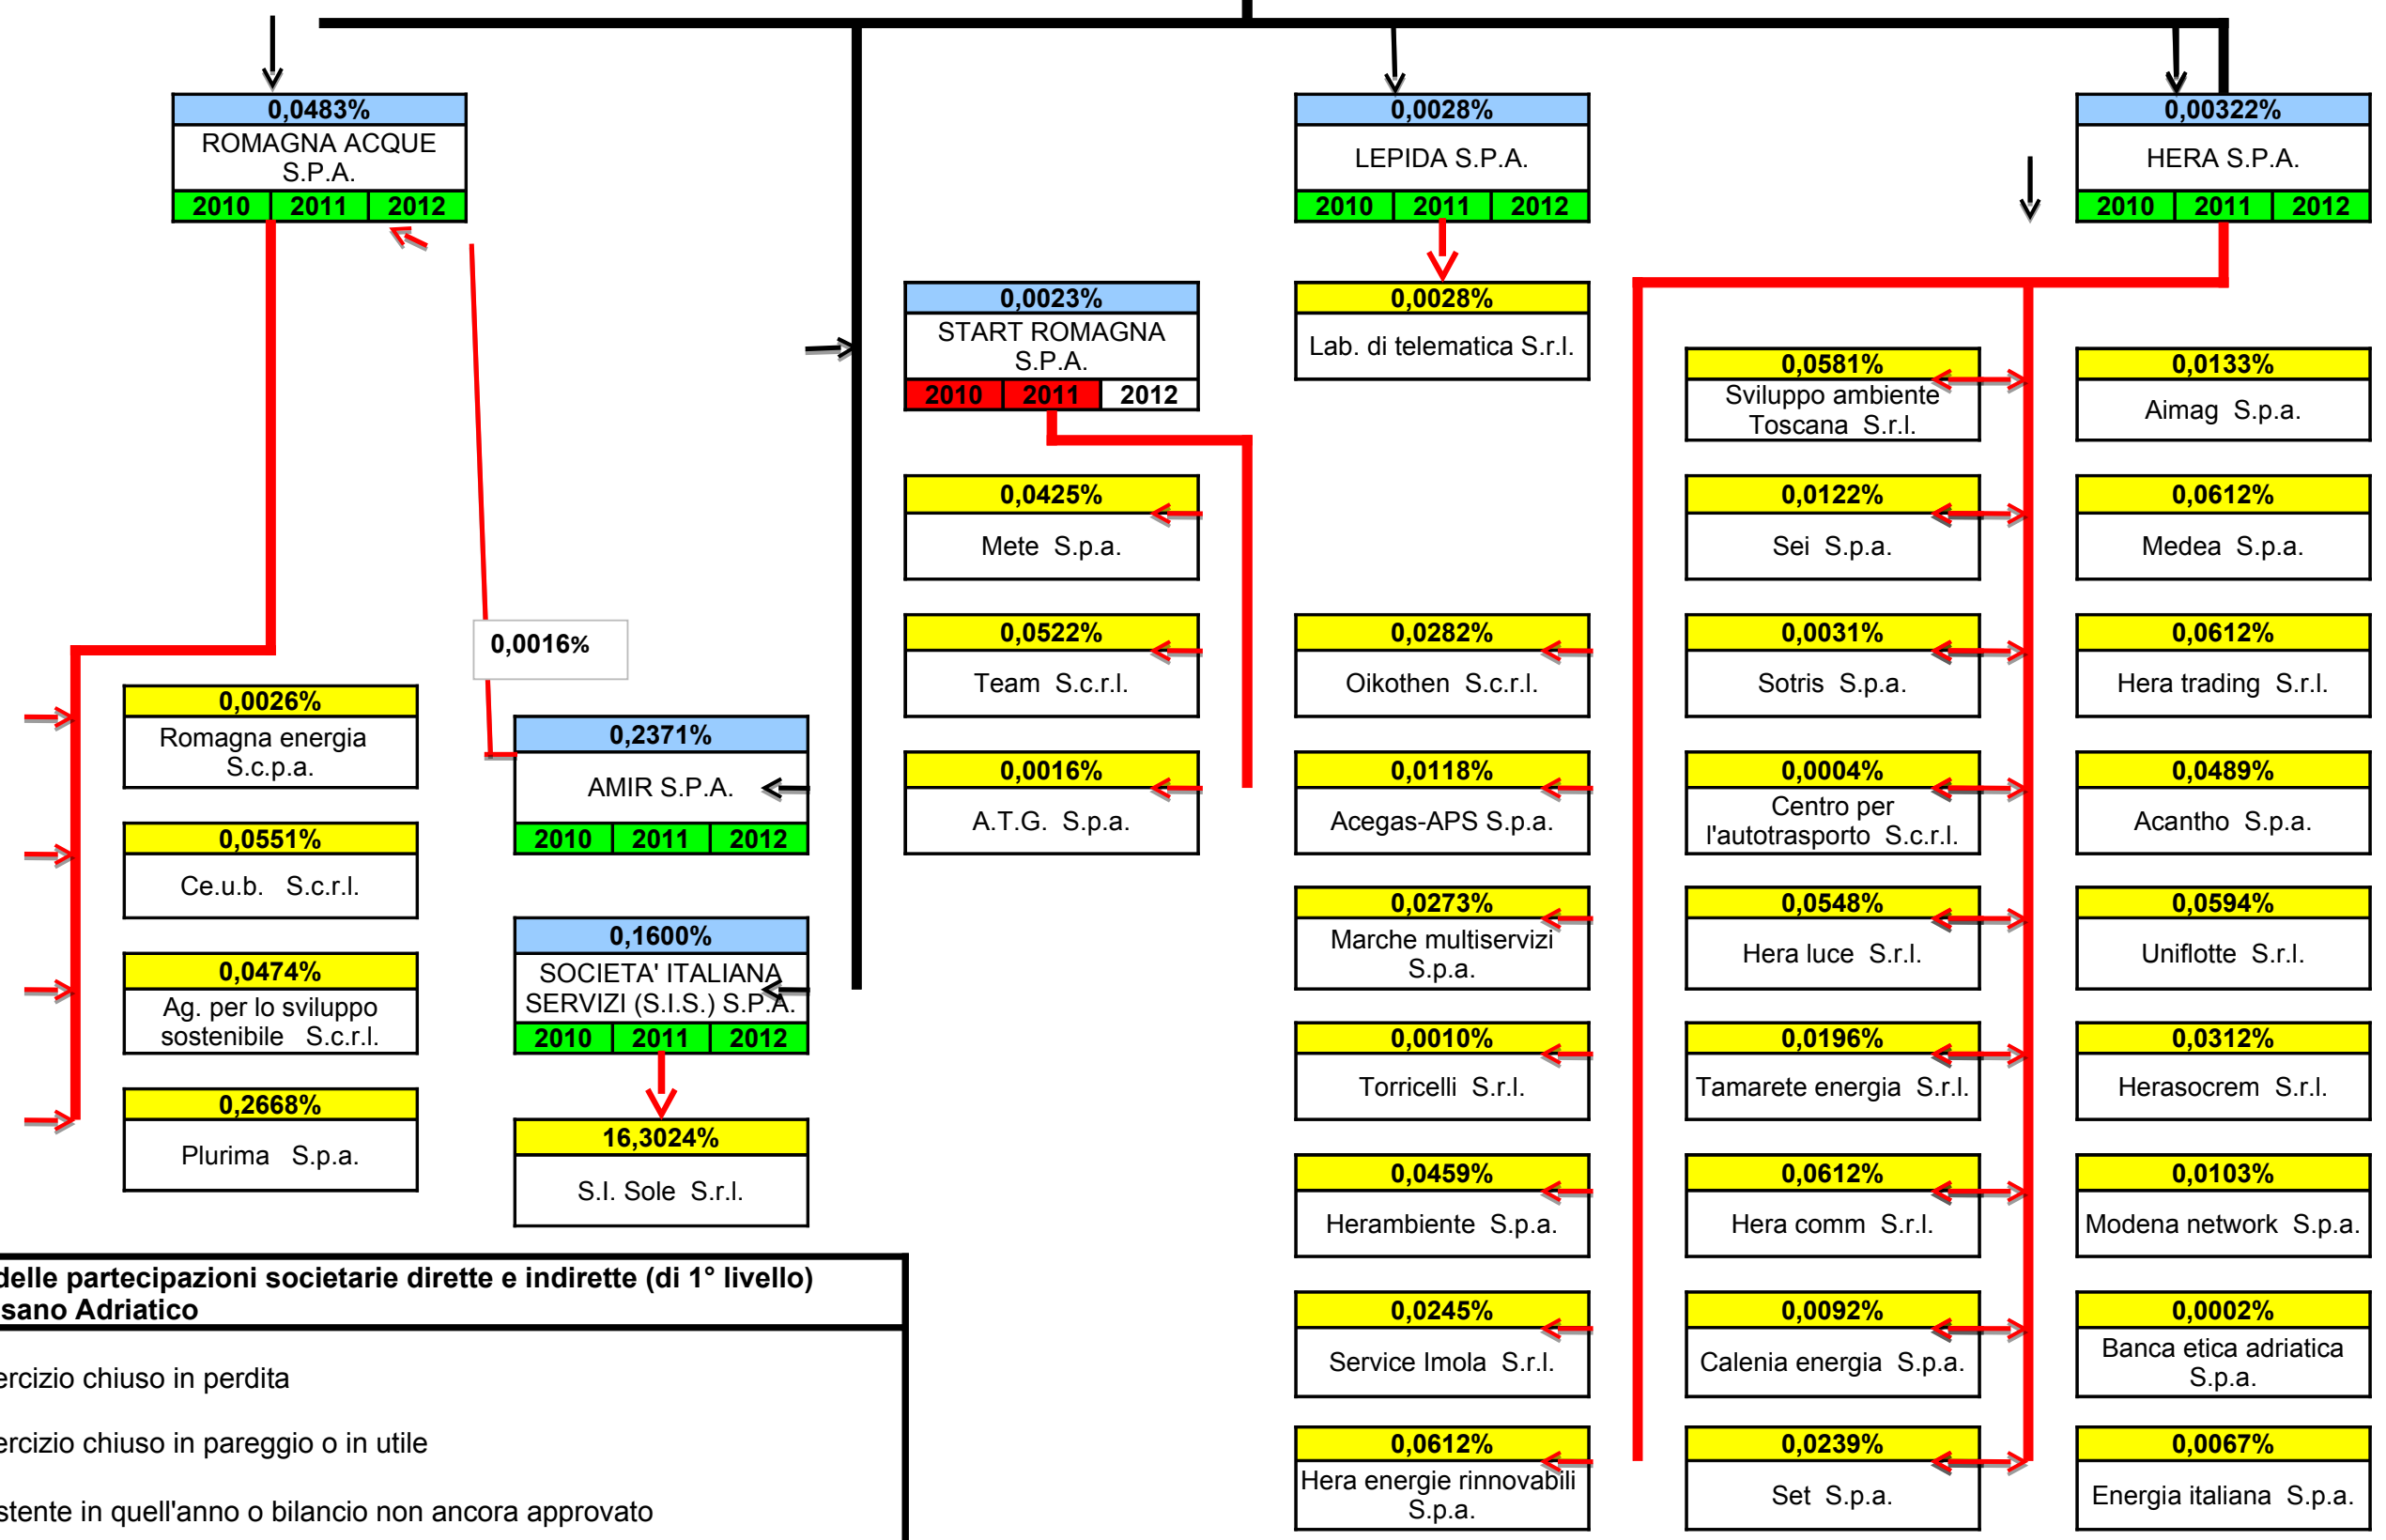 0,0483%
ROMAGNA ACQUE
S.P.A.
2010 2011 2012
0,0028%
LEPIDA S.P.A.
2010 2011 2012
0,00322%
HERA S.P.A.
2010 2011 2012
0,0023%
START ROMAGNA
S.P.A.
2010 2011 2012
0,0028%
Lab. di telematica S.r.l.
0,0581%
Sviluppo ambiente
Toscana S.r.l.
0,0133%
Aimag S.p.a.
0,0425%
Mete S.p.a.
0,0122%
Sei S.p.a.
0,0612%
Medea S.p.a.
0,0016%
0,0522%
Team S.c.r.l.
0,0282%
Oikothen S.c.r.l.
0,0031%
Sotris S.p.a.
0,0612%
Hera trading S.r.l.
0,0026%
Romagna energia
S.c.p.a.
0,2371%
AMIR S.P.A.
2010 2011 2012
0,0016%
A.T.G. S.p.a.
0,0118%
Acegas-APS S.p.a.
0,0004%
Centro per
l'autotrasporto S.c.r.l.
0,0489%
Acantho S.p.a.
0,0551%
Ce.u.b. S.c.r.l.
0,1600%
SOCIETA' ITALIANA
SERVIZI (S.I.S.) S.P.A.
2010 2011 2012
0,0273%
Marche multiservizi
S.p.a.
0,0548%
Hera luce S.r.l.
0,0594%
Uniflotte S.r.l.
0,0474%
Ag. per lo sviluppo
sostenibile S.c.r.l.
0,0010%
Torricelli S.r.l.
0,0196%
Tamarete energia S.r.l.
0,0312%
Herasocrem S.r.l.
0,2668%
Plurima S.p.a.
16,3024%
S.I. Sole S.r.l.
0,0459%
Herambiente S.p.a.
0,0612%
Hera comm S.r.l.
0,0103%
Modena network S.p.a.
delle partecipazioni societarie dirette e indirette (di 1° livello)
sano Adriatico
0,0245%
Service Imola S.r.l.
0,0092%
Calenia energia S.p.a.
0,0002%
Banca etica adriatica
S.p.a.
ercizio chiuso in perdita
ercizio chiuso in pareggio o in utile
stente in quell'anno o bilancio non ancora approvato
0,0612%
Hera energie rinnovabili
S.p.a.
0,0239%
Set S.p.a.
0,0067%
Energia italiana S.p.a.